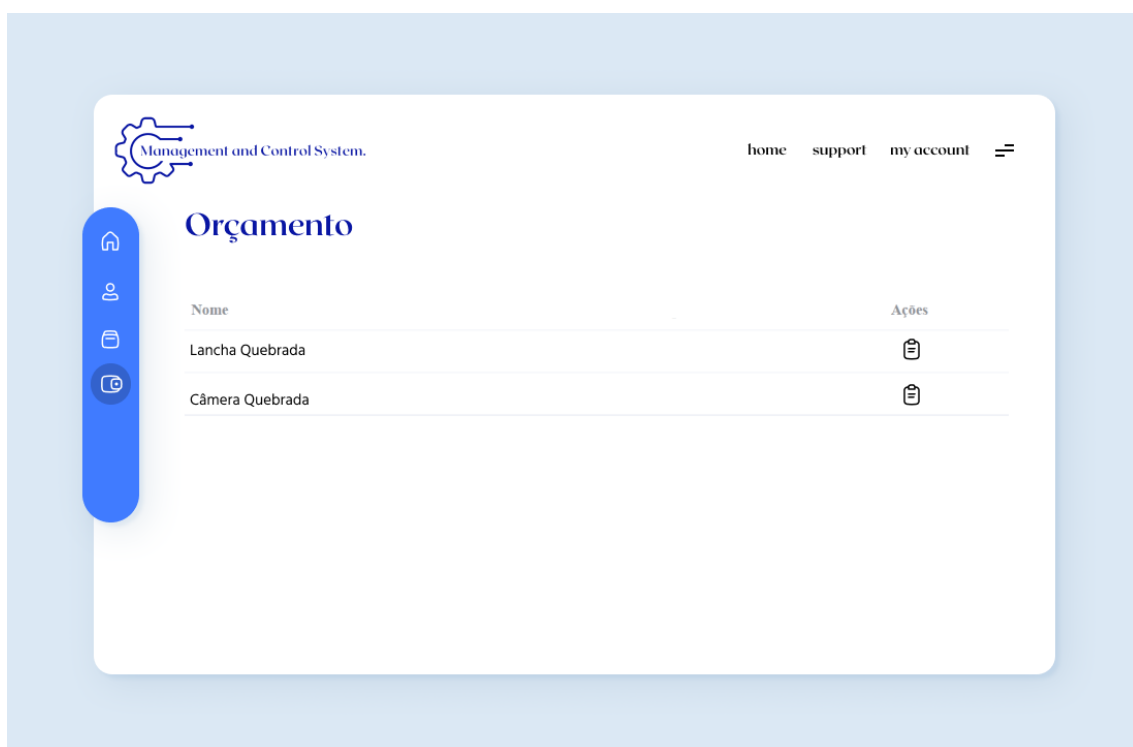 Management and Control System.
home support my account
Orçamento
Nome Ações
Lancha Quebrada
Câmera Quebrada